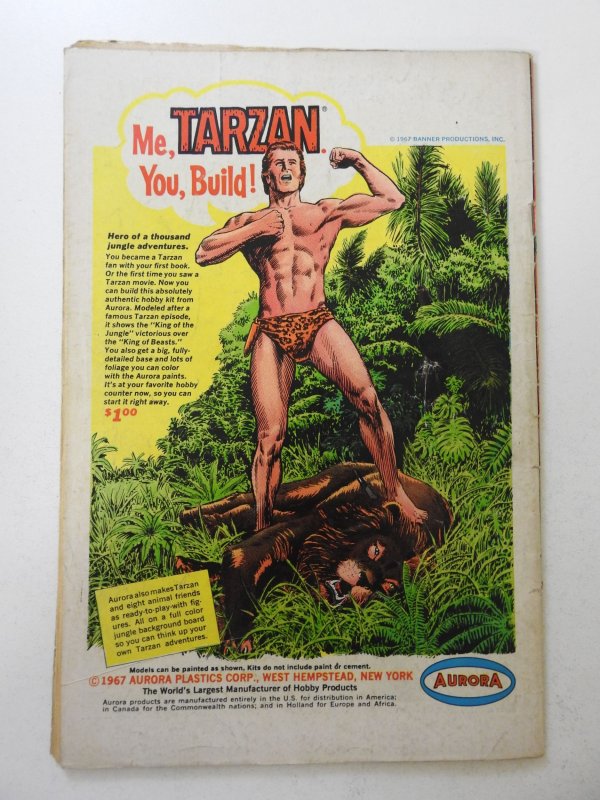 Me, TARZAN®.
You, Build!
© 1967 BANNER PRODUCTIONS, INC.
Hero of a thousand
jungle adventures.
You became a Tarzan
fan with your first book.
Or the first time you saw a
Tarzan movie. Now you
can build this absolutely
authentic hobby kit from
Aurora. Modeled after a
famous Tarzan episode,
it shows the "King of the
Jungle" victorious over
the "King of Beasts."
You also get a big, fully-
detailed base and lots of
foliage you can color
with the Aurora paints.
It's at your favorite hobby
counter now, so you can
start it right away.
$1.00
Aurora also makes Tarzan
and eight animal friends
as ready-to-play-with fig-
ures. All on a full color
jungle background board
so you can think up your
own Tarzan adventures.
Models can be painted as shown. Kits do not include paint or cement.
© 1967 AURORA PLASTICS CORP., WEST HEMPSTEAD, NEW YORK
The World's Largest Manufacturer of Hobby Products
Aurora products are manufactured entirely in the U.S. for distribution in America;
in Canada for the Commonwealth nations; and in Holland for Europe and Africa.
AURORA